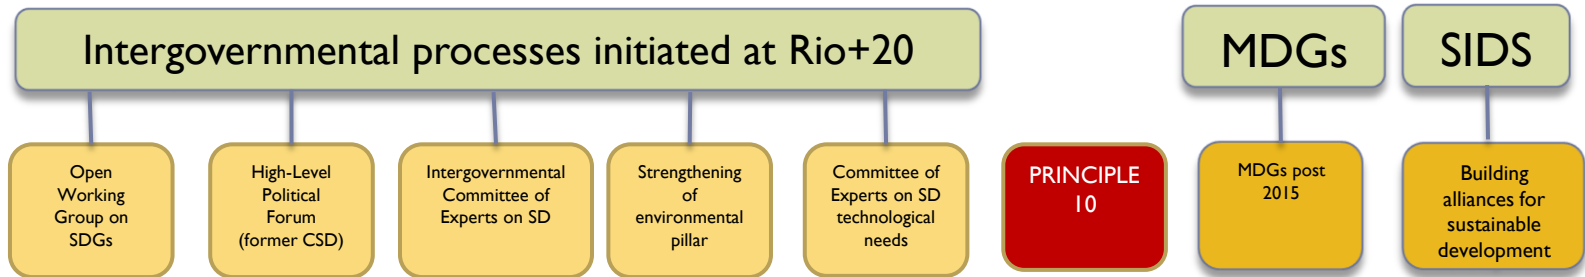 Intergovernmental processes initiated at Rio+20
MDGs
SIDS
Open
Working
Group on
SDGs
High-Level
Political
Forum
(former CSD)
Intergovernmental
Committee of
Experts on SD
Strengthening
of
environmental
pillar
Committee of
Experts on SD
technological
needs
PRINCIPLE
10
MDGs post
2015
Building
alliances for
sustainable
development